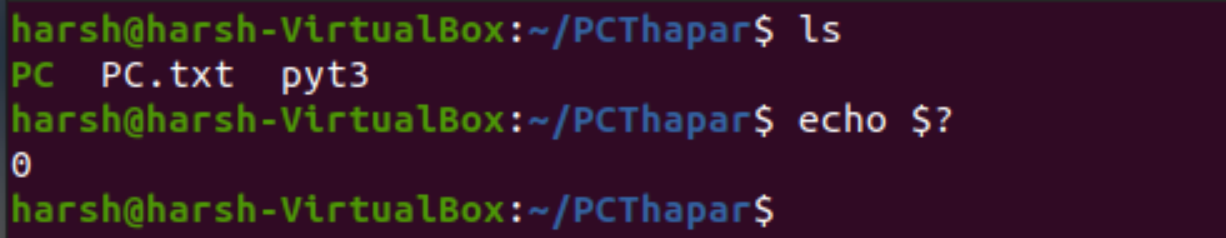 harsh@harsh-VirtualBox:~/PCThapar$ ls
PC  PC.txt  pyt3
harsh@harsh-VirtualBox:~/PCThapar$ echo $?
0
harsh@harsh-VirtualBox:~/PCThapar$